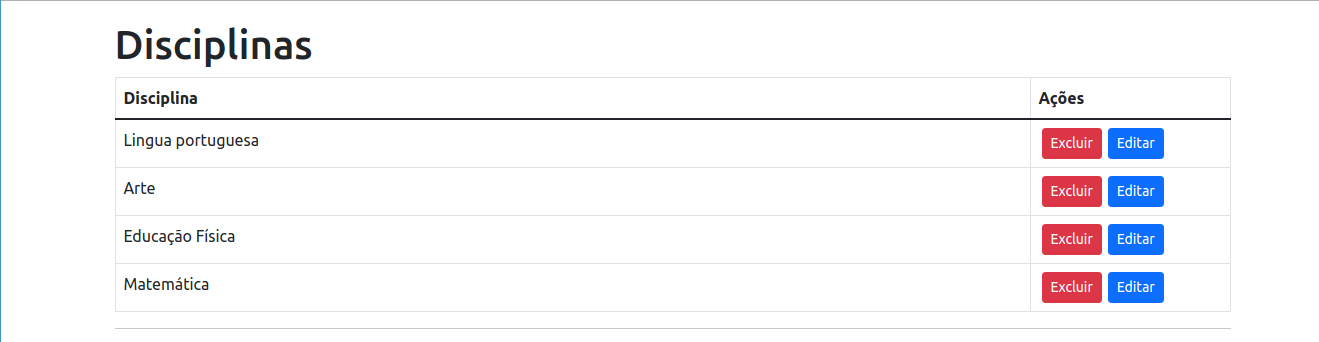 Disciplinas
Disciplina Ações
Lingua portuguesa Excluir Editar
Arte Excluir Editar
Educação Física Excluir Editar
Matemática Excluir Editar